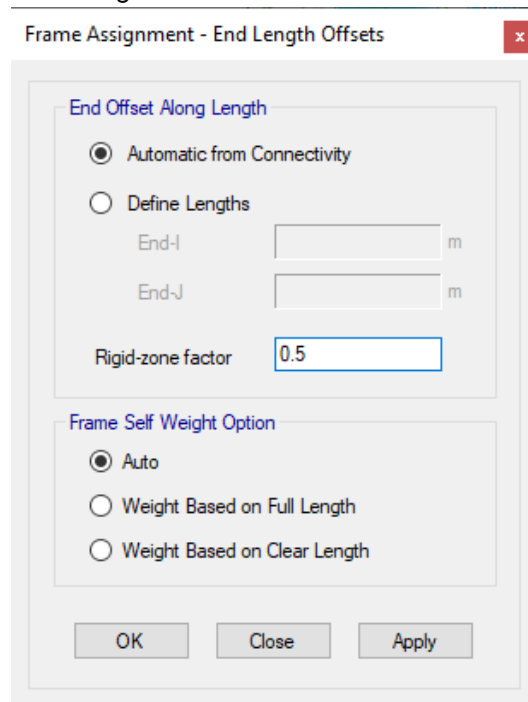 Frame Assignment - End Length Offsets
x
End Offset Along Length
Automatic from Connectivity
Define Lengths
End-I m
End-J m
Rigid-zone factor 0.5
Frame Self Weight Option
Auto
Weight Based on Full Length
Weight Based on Clear Length
OK Close Apply